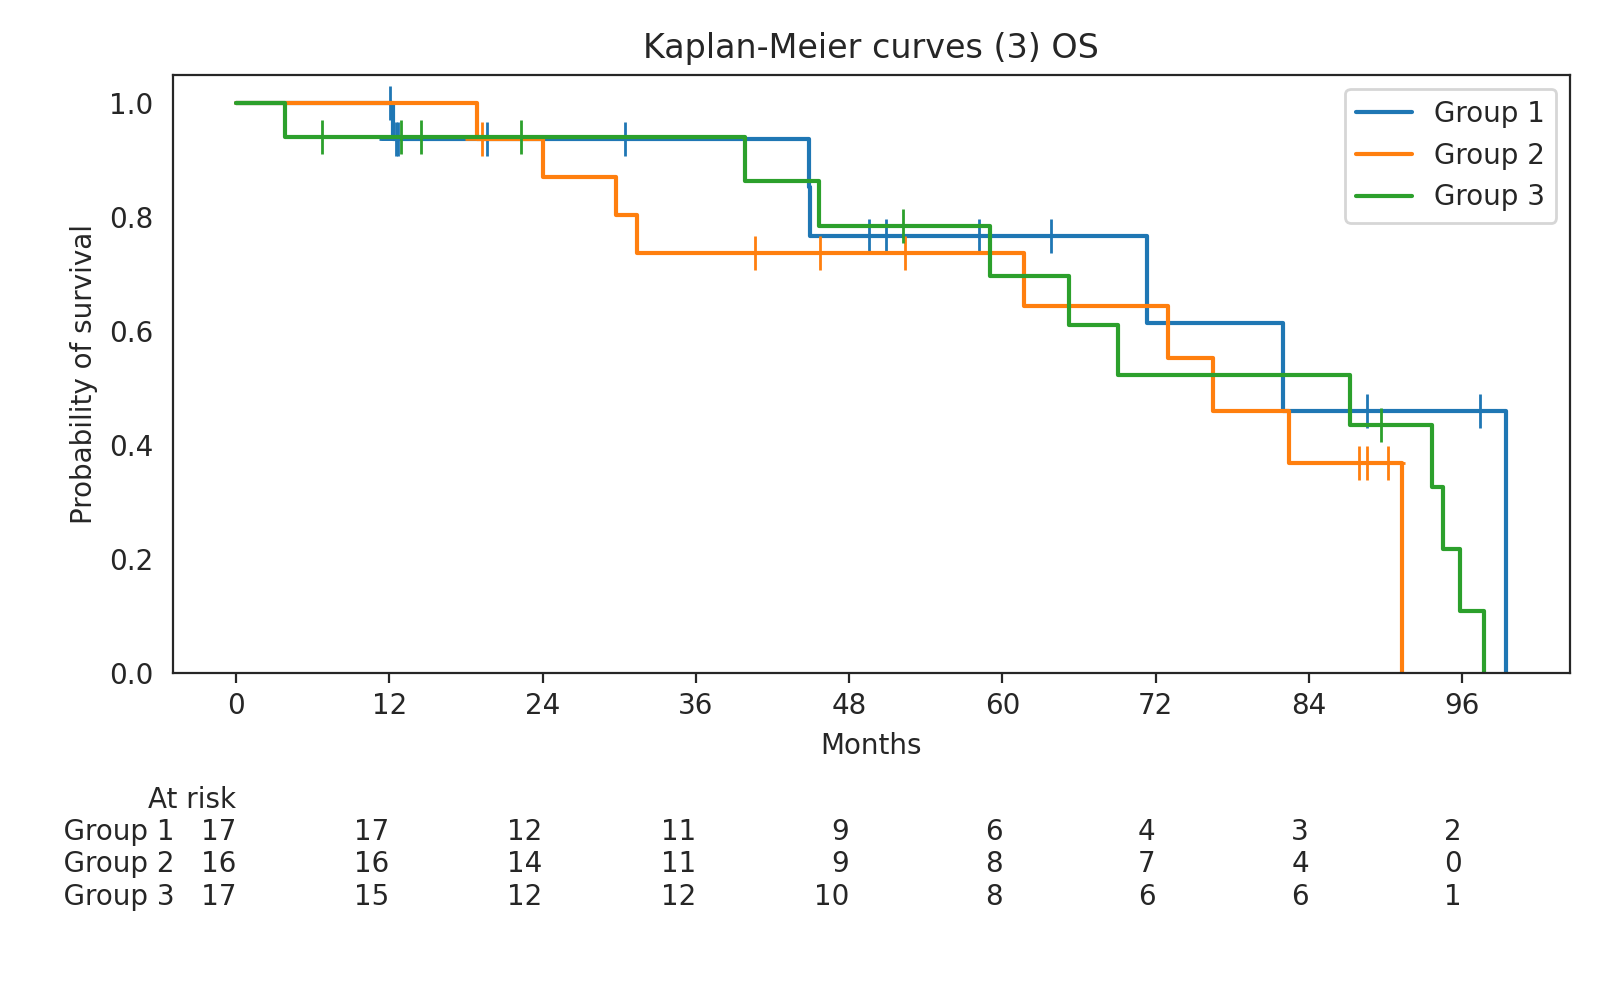 Kaplan-Meier curves (3) OS
Group 1
Group 2
Group 3
Probability of survival
1.0
0.8
0.6
0.4
0.2
0.0
0 12 24 36 48 60 72 84 96
Months
At risk
Group 1 17 17 12 11 9 6 4 3 2
Group 2 16 16 14 11 9 8 7 4 0
Group 3 17 15 12 12 10 8 6 6 1